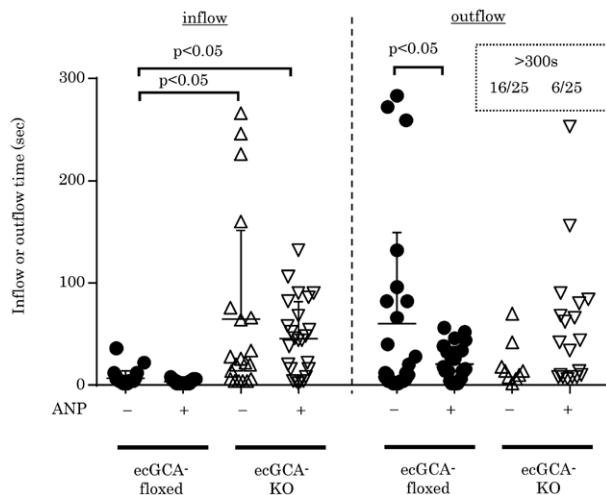 inflow
outflow
p<0.05
p<0.05
p<0.05
>300s
16/25 6/25
Inflow or outflow time (sec)
300
200
100
0
ANP − + − + − + − +
ecGCA-
floxed
ecGCA-
KO
ecGCA-
floxed
ecGCA-
KO